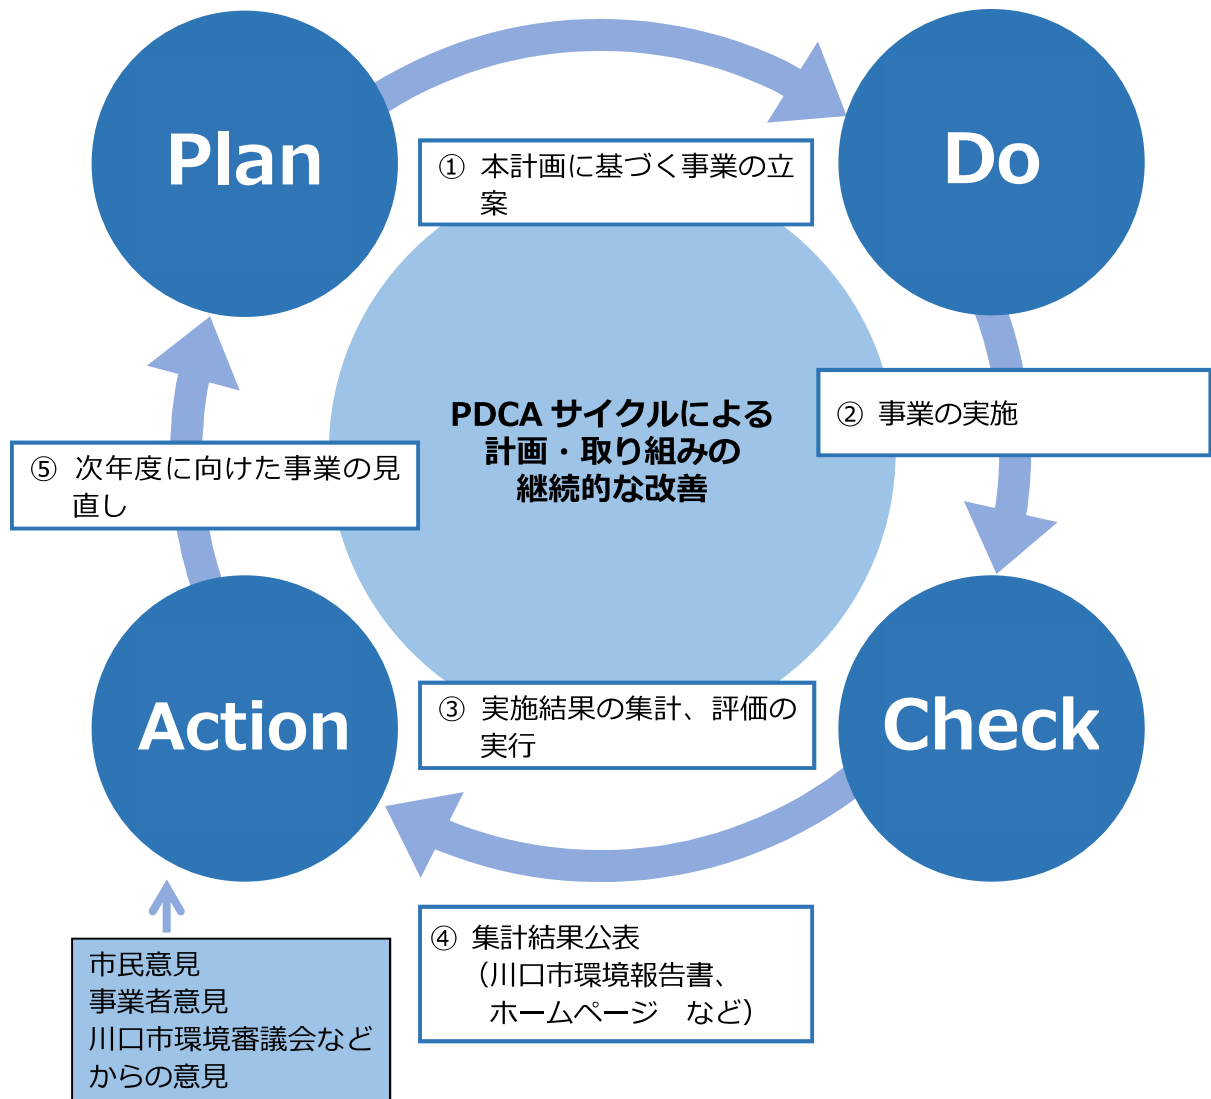 Plan
Do
① 本計画に基づく事業の立
案
PDCA サイクルによる
計画・取り組みの
継続的な改善
② 事業の実施
⑤ 次年度に向けた事業の見
直し
Action
Check
③ 実施結果の集計、評価の
実行
④ 集計結果公表
（川口市環境報告書、
ホームページ　など）
市民意見
事業者意見
川口市環境審議会など
からの意見